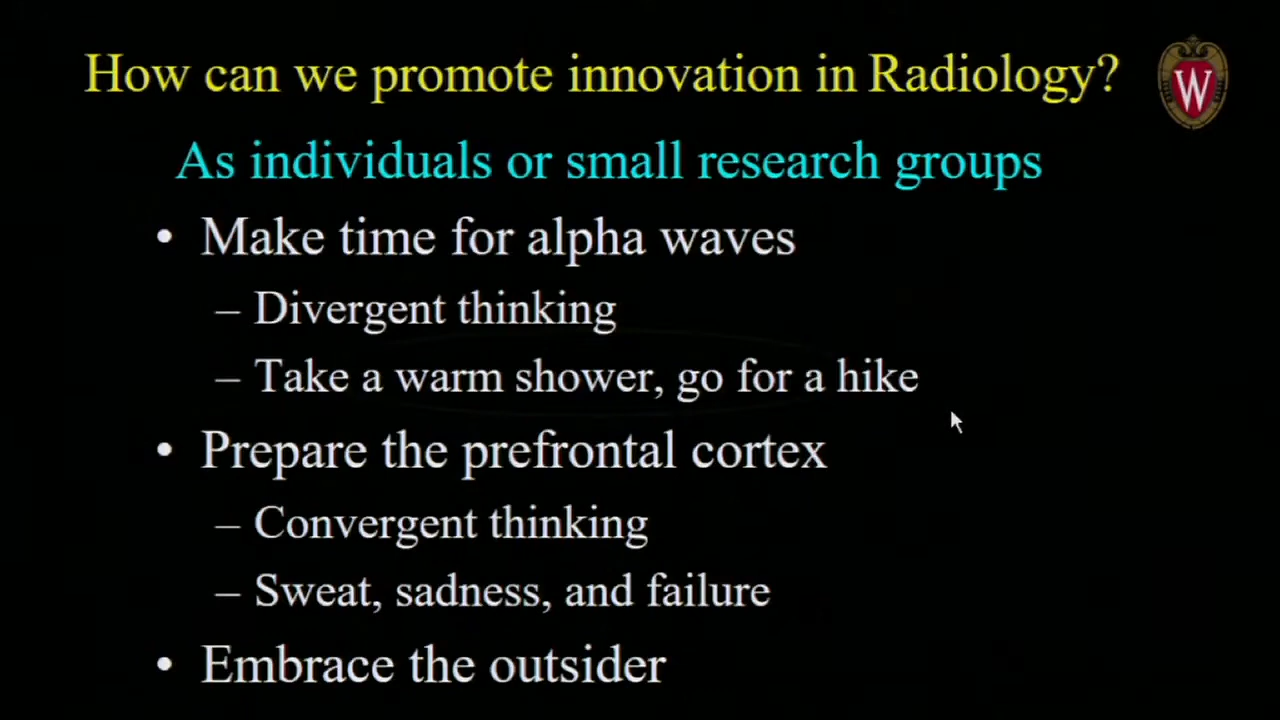 How can we promote innovation in Radiology?
W
As individuals or small research groups
• Make time for alpha waves
– Divergent thinking
– Take a warm shower, go for a hike
• Prepare the prefrontal cortex
– Convergent thinking
– Sweat, sadness, and failure
• Embrace the outsider